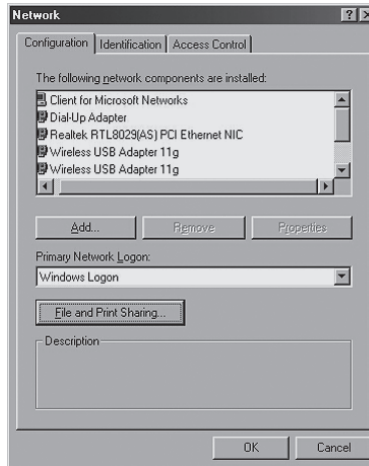 Network
Configuration Identification Access Control
The following network components are installed:
Client for Microsoft Networks
Dial-Up Adapter
Realtek RTL8029(AS) PCI Ethernet NIC
Wireless USB Adapter 11g
Wireless USB Adapter 11g
Add... Remove Properties
Primary Network Logon:
Windows Logon
File and Print Sharing...
Description
OK Cancel